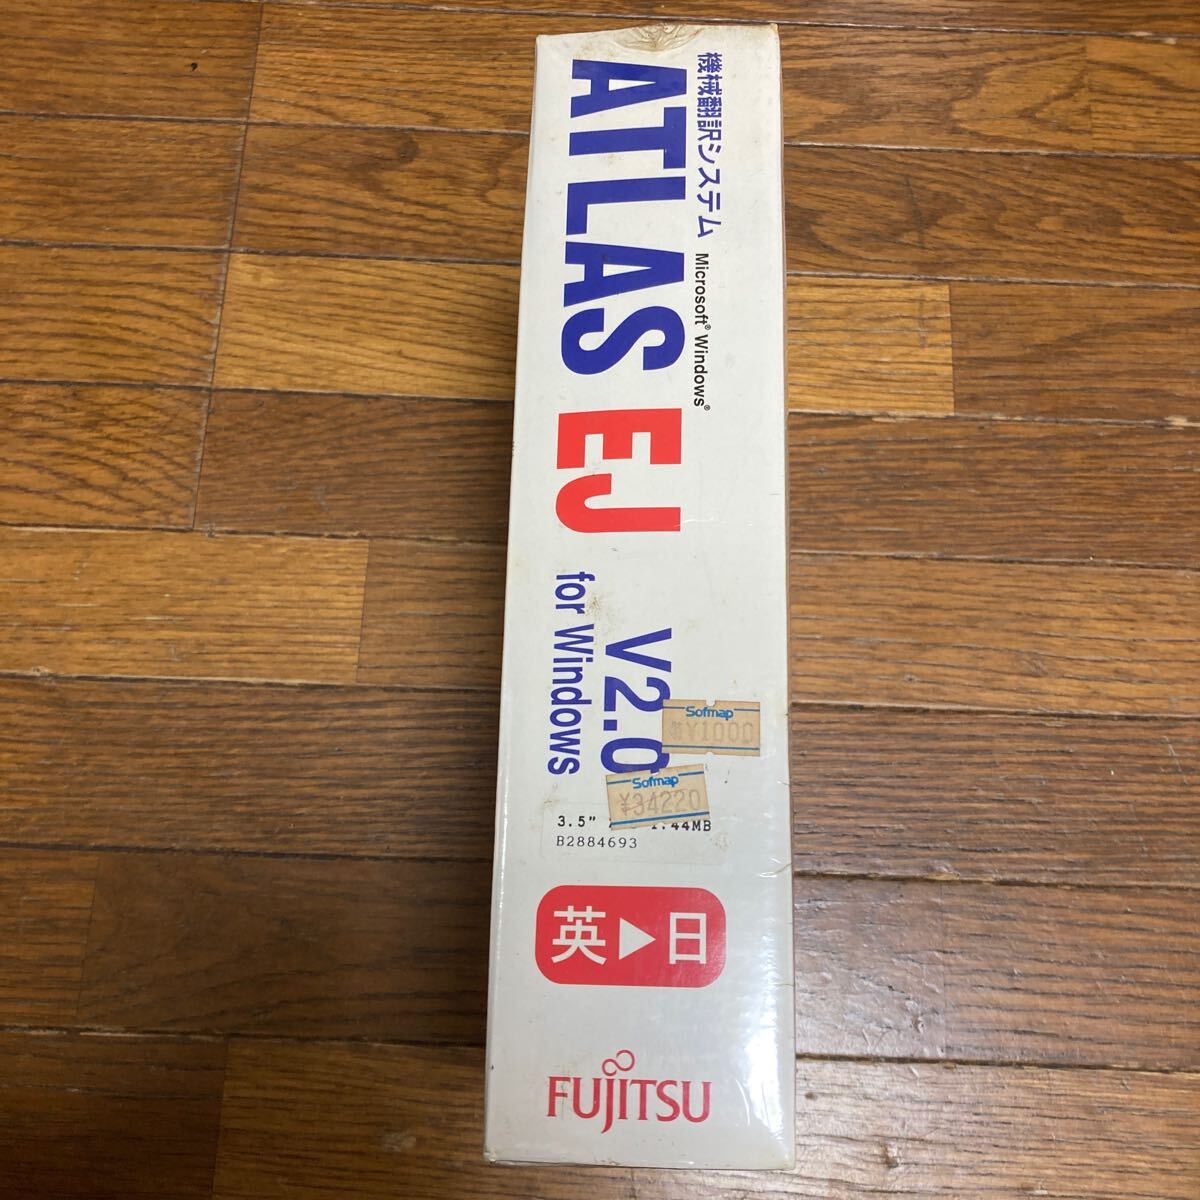 機械翻訳システム
Microsoft® Windows®
ATLAS EJ V2.0
for Windows
Sofmap
¥1000
Sofmap
¥34220
3.5" 1.44MB
B2884693
英▶日
FUJITSU